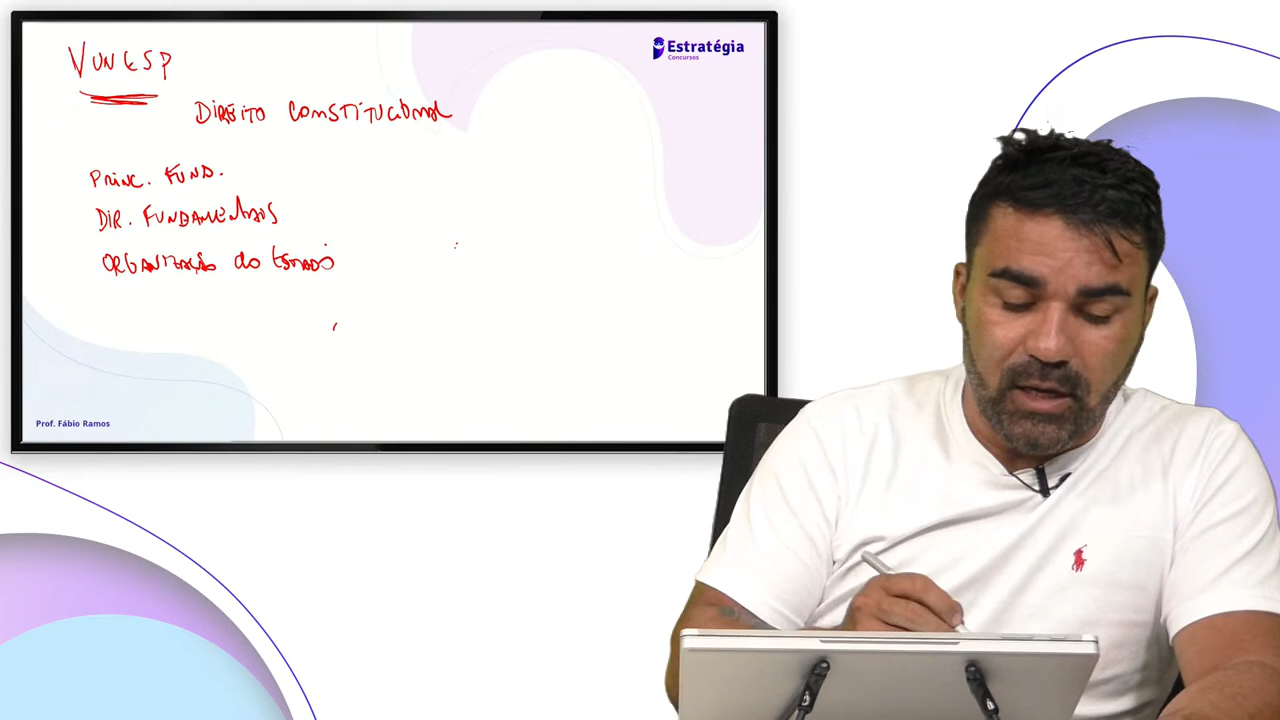 VUNESP
Estratégia
Concursos
DIREITO CONSTITUCIONAL
PRINC. FUND.
DIR. FUNDAMENTAIS
ORGANIZAÇÃO do ESTADO
Prof. Fábio Ramos